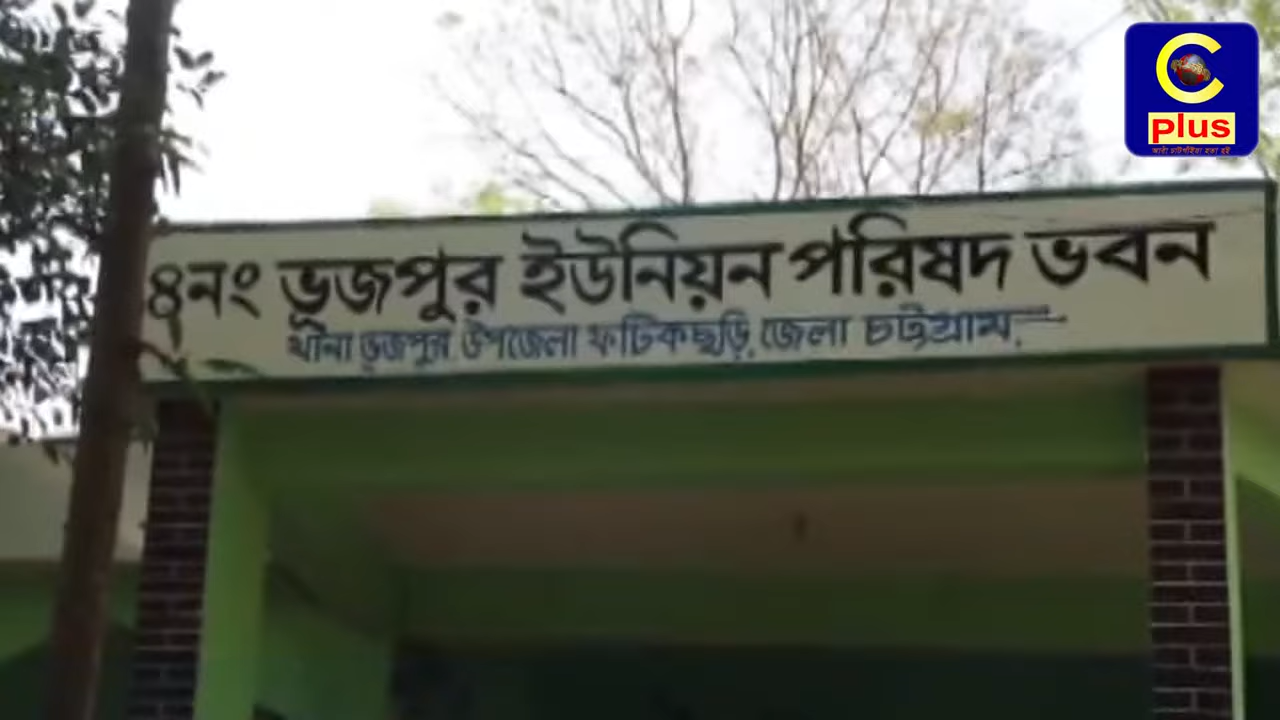 ৪নং ভূজপুর ইউনিয়ন পরিষদ ভবন
থানা ভূজপুর উপজেলা ফটিকছড়ি, জেলা চট্টগ্রাম,
C
plus